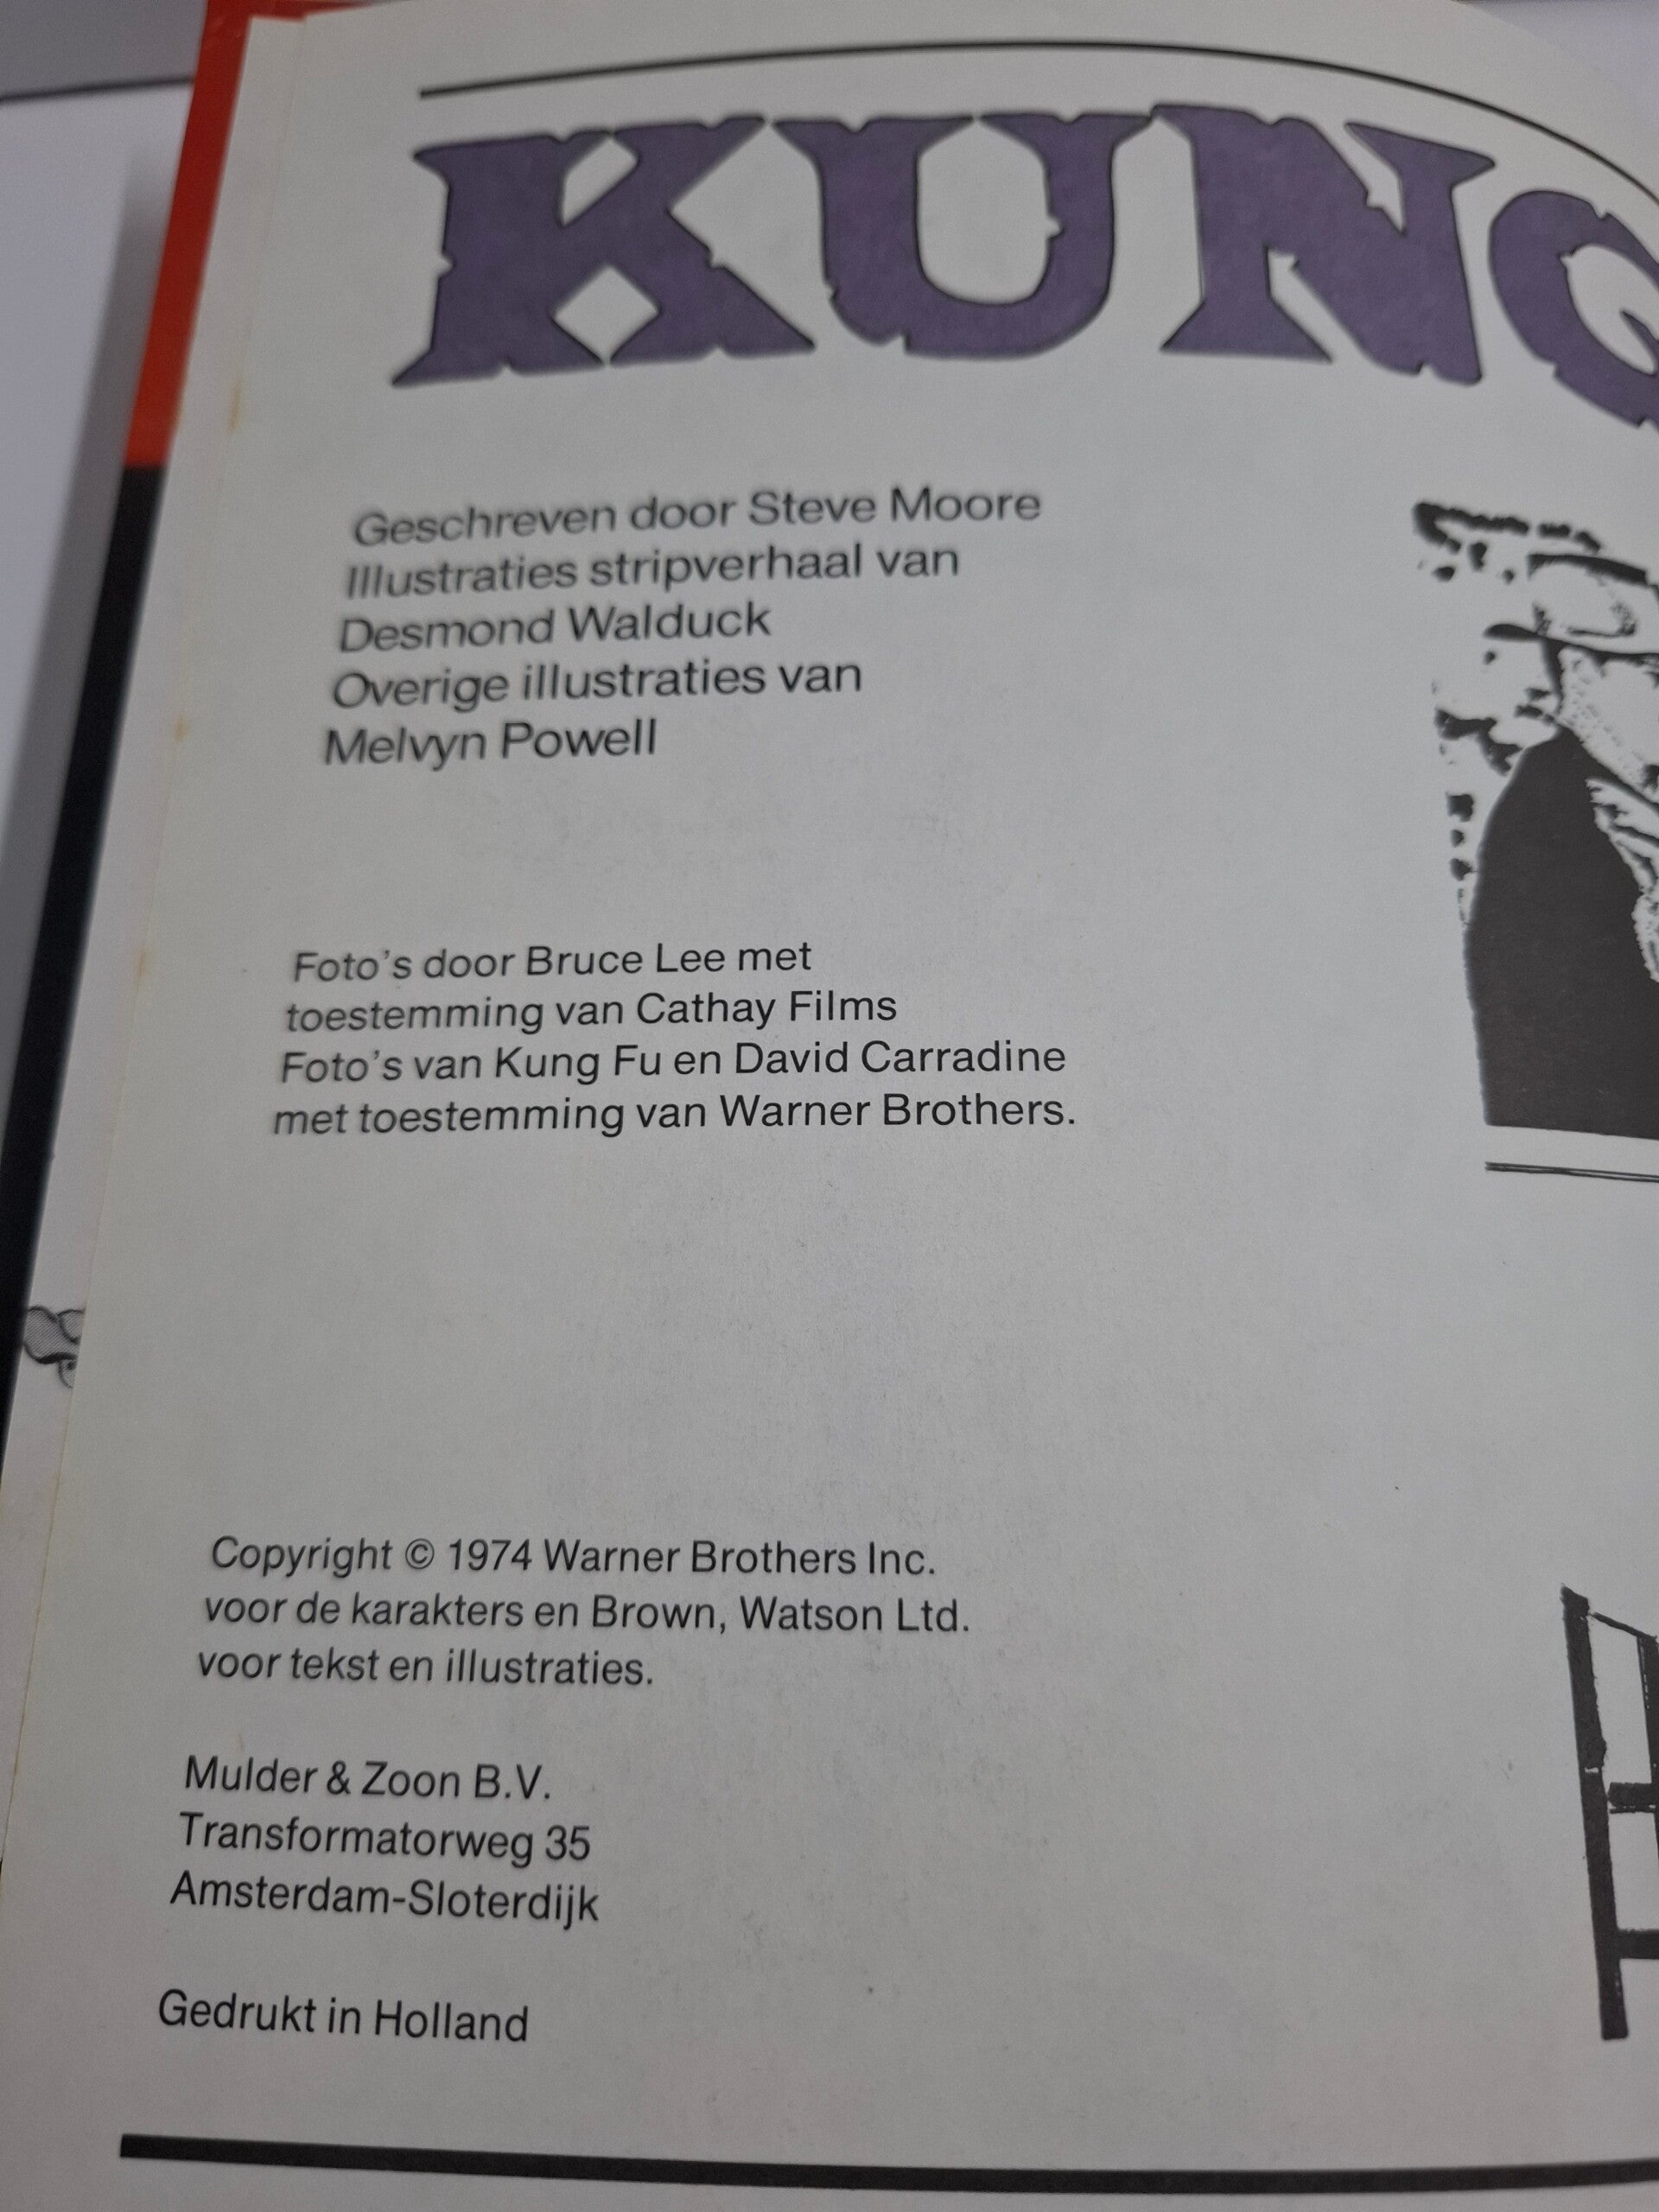 KUNG
Geschreven door Steve Moore
Illustraties stripverhaal van
Desmond Walduck
Overige illustraties van
Melvyn Powell
Foto's door Bruce Lee met
toestemming van Cathay Films
Foto's van Kung Fu en David Carradine
met toestemming van Warner Brothers.
Copyright © 1974 Warner Brothers Inc.
voor de karakters en Brown, Watson Ltd.
voor tekst en illustraties.
Mulder & Zoon B.V.
Transformatorweg 35
Amsterdam-Sloterdijk
Gedrukt in Holland